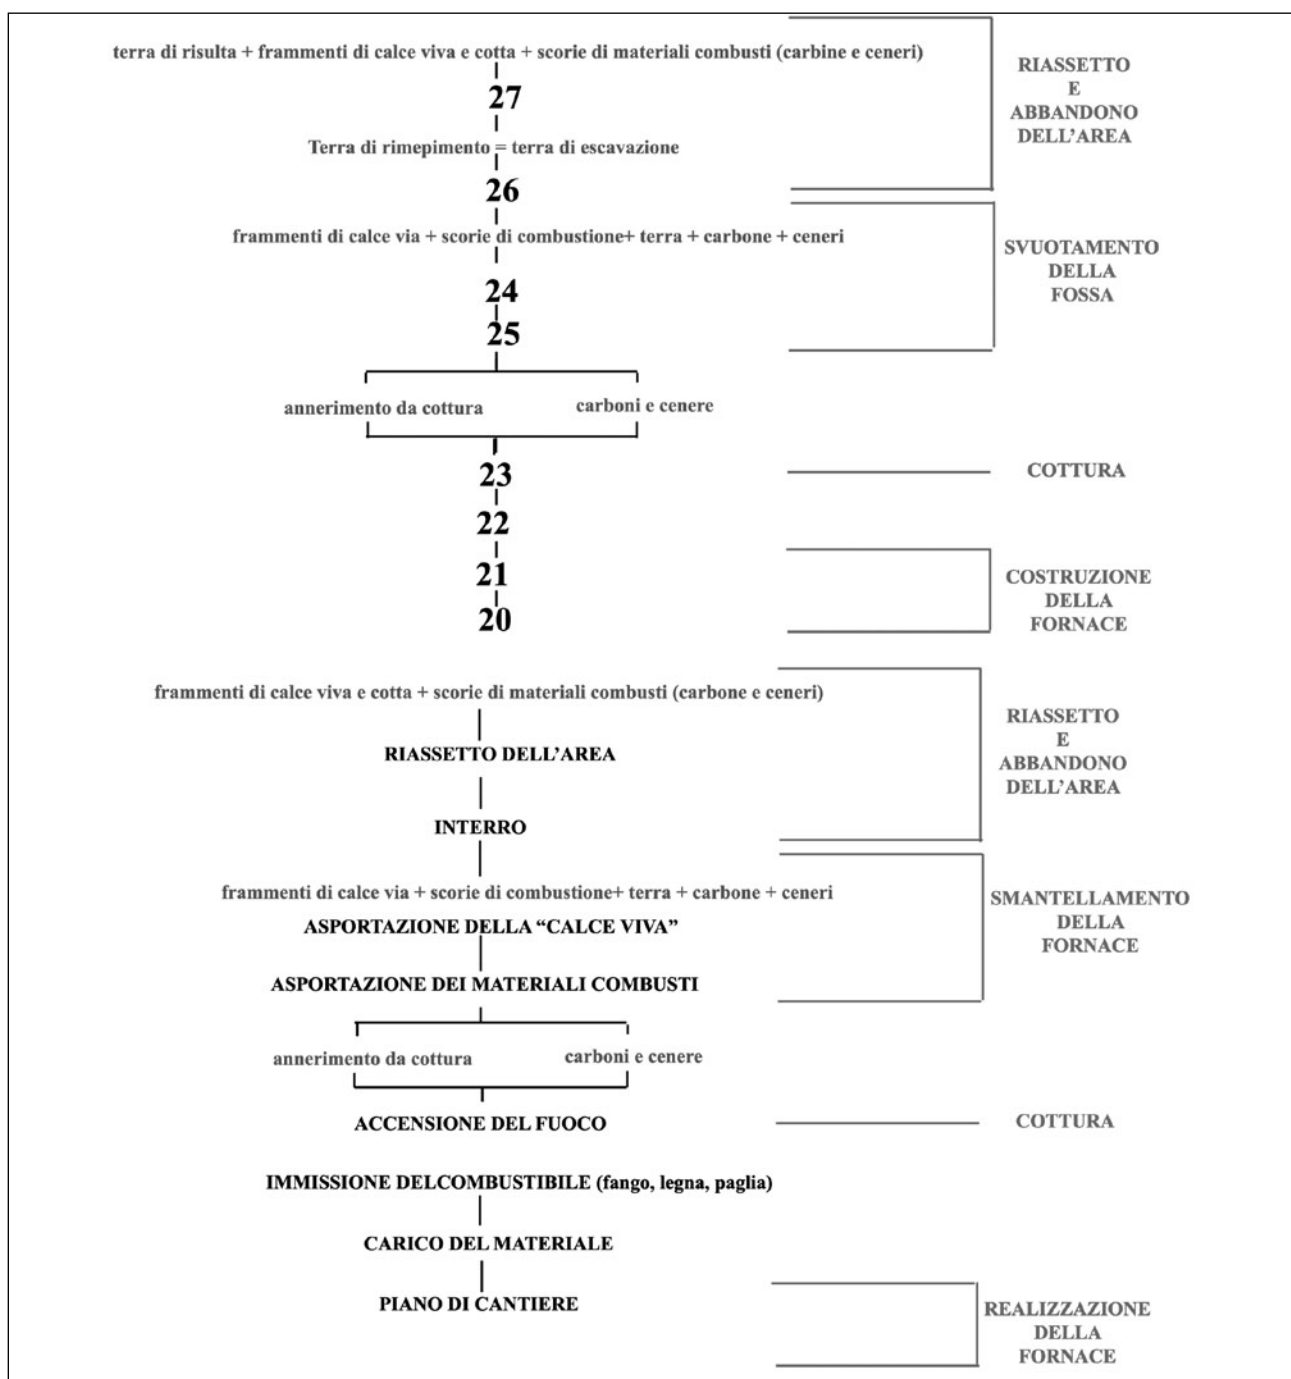 terra di risulta + frammenti di calce viva e cotta + scorie di materiali combusti (carbine e ceneri)
27
Terra di rimepimento = terra di escavazione
26
RIASSETTO
E
ABBANDONO
DELL'AREA
frammenti di calce via + scorie di combustione+ terra + carbone + ceneri
24
25
SVUOTAMENTO
DELLA
FOSSA
annerimento da cottura
carboni e cenere
23
COTTURA
22
21
20
COSTRUZIONE
DELLA
FORNACE
frammenti di calce viva e cotta + scorie di materiali combusti (carbone e ceneri)
RIASSETTO DELL'AREA
INTERRO
RIASSETTO
E
ABBANDONO
DELL'AREA
frammenti di calce via + scorie di combustione+ terra + carbone + ceneri
ASPORTAZIONE DELLA “CALCE VIVA”
ASPORTAZIONE DEI MATERIALI COMBUSTI
SMANTELLAMENTO
DELLA
FORNACE
annerimento da cottura
carboni e cenere
ACCENSIONE DEL FUOCO
COTTURA
IMMISSIONE DELCOMBUSTIBILE (fango, legna, paglia)
CARICO DEL MATERIALE
PIANO DI CANTIERE
REALIZZAZIONE
DELLA
FORNACE